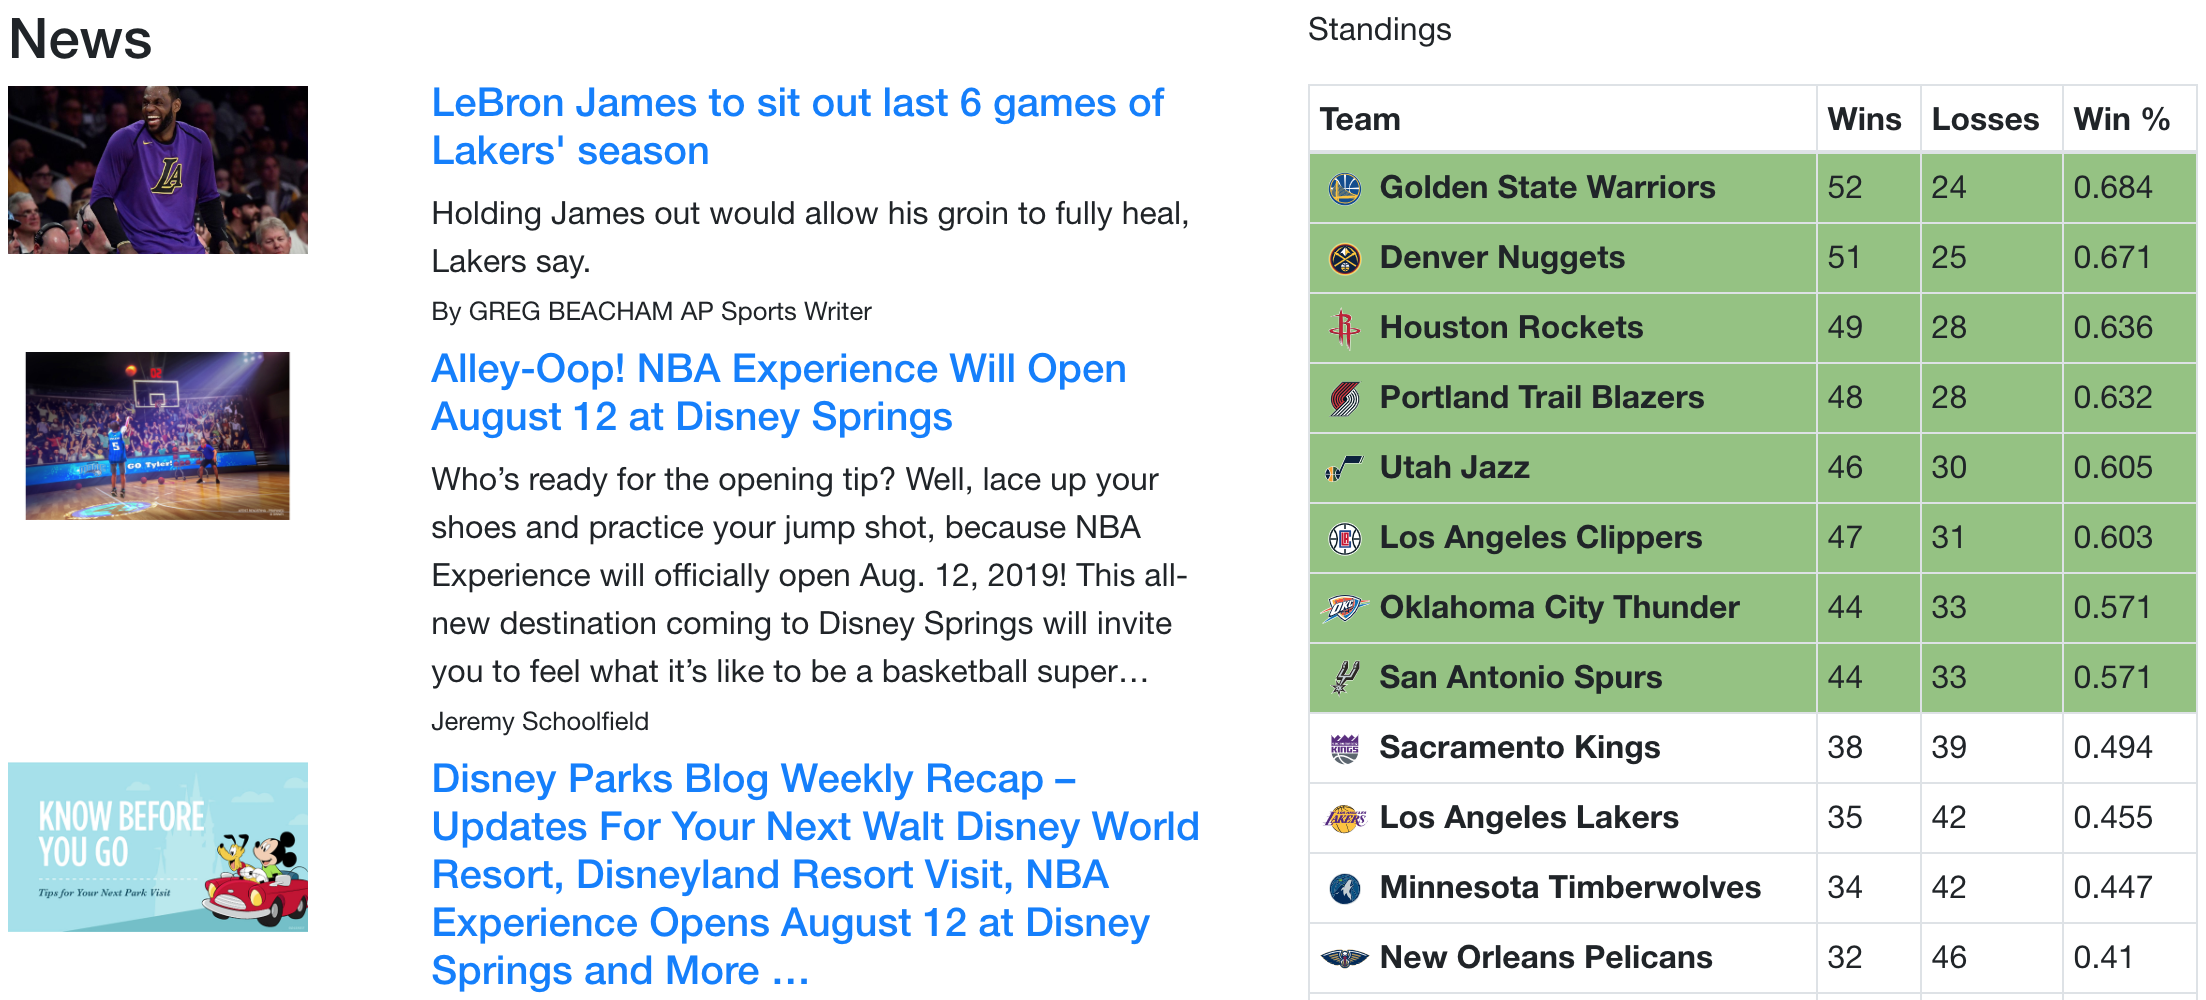 News
LeBron James to sit out last 6 games of
Lakers' season
Holding James out would allow his groin to fully heal,
Lakers say.
By GREG BEACHAM AP Sports Writer
5
GO Tyler!
Alley-Oop! NBA Experience Will Open
August 12 at Disney Springs
Who’s ready for the opening tip? Well, lace up your
shoes and practice your jump shot, because NBA
Experience will officially open Aug. 12, 2019! This all-
new destination coming to Disney Springs will invite
you to feel what it’s like to be a basketball super…
Jeremy Schoolfield
KNOW BEFORE
YOU GO
Tips for Your Next Park Visit
Disney Parks Blog Weekly Recap –
Updates For Your Next Walt Disney World
Resort, Disneyland Resort Visit, NBA
Experience Opens August 12 at Disney
Springs and More …
Standings
Team Wins Losses Win %
Golden State Warriors 52 24 0.684
Denver Nuggets 51 25 0.671
Houston Rockets 49 28 0.636
Portland Trail Blazers 48 28 0.632
Utah Jazz 46 30 0.605
Los Angeles Clippers 47 31 0.603
OKC Oklahoma City Thunder 44 33 0.571
San Antonio Spurs 44 33 0.571
KINGS Sacramento Kings 38 39 0.494
LAKERS Los Angeles Lakers 35 42 0.455
Minnesota Timberwolves 34 42 0.447
New Orleans Pelicans 32 46 0.41